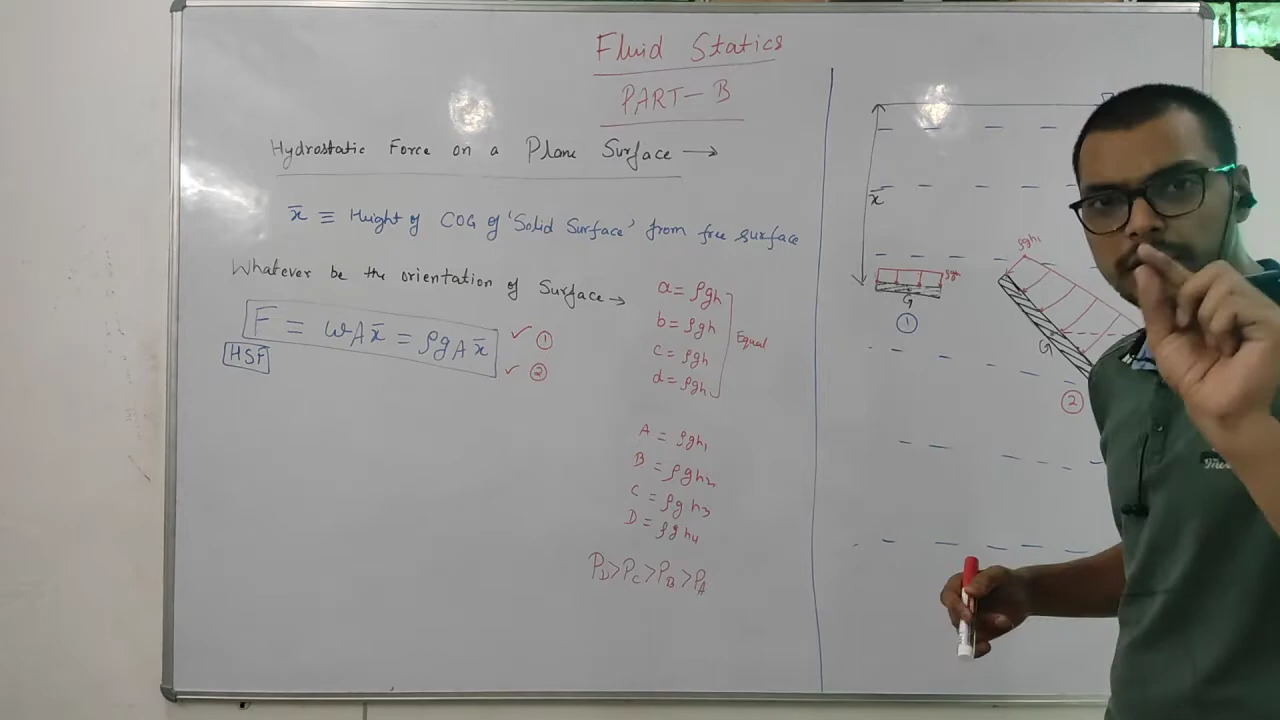 Fluid Statics
PART-B
Hydrostatic Force on a Plane Surface →
x̄ ≡ Height of COG of 'Solid Surface' from free surface
Whatever be the orientation of Surface →
F = wAx̄ = ρgAx̄ ✓ ①
HSF
✓ ②
a = ρgh
b = ρgh
c = ρgh
d = ρgh
Equal
A = ρgh₁
B = ρgh₂
C = ρgh₃
D = ρgh₄
P_D>P_C>P_B>P_A
x̄
G
①
ρgh₁
G
②